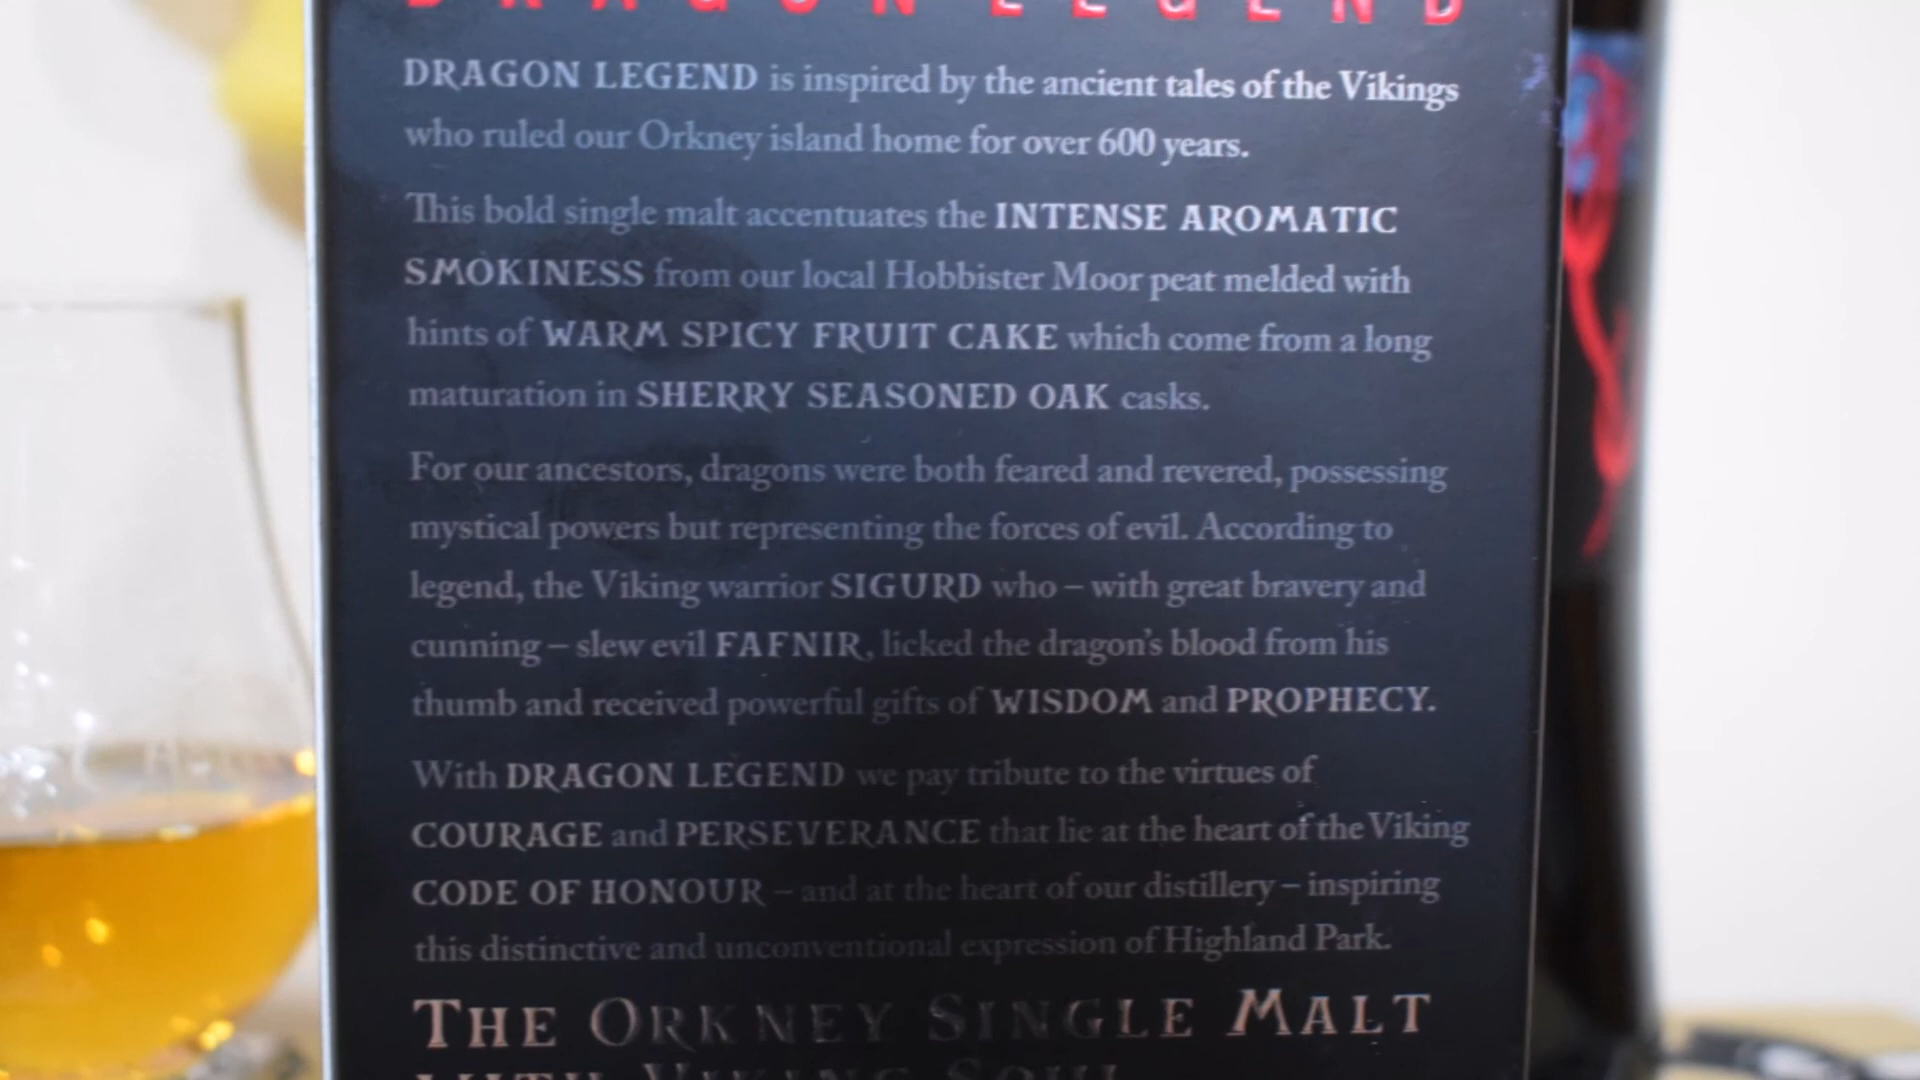 DRAGON LEGEND
DRAGON LEGEND is inspired by the ancient tales of the Vikings
who ruled our Orkney island home for over 600 years.
This bold single malt accentuates the INTENSE AROMATIC
SMOKINESS from our local Hobbister Moor peat melded with
hints of WARM SPICY FRUIT CAKE which come from a long
maturation in SHERRY SEASONED OAK casks.
For our ancestors, dragons were both feared and revered, possessing
mystical powers but representing the forces of evil. According to
legend, the Viking warrior SIGURD who – with great bravery and
cunning – slew evil FAFNIR, licked the dragon's blood from his
thumb and received powerful gifts of WISDOM and PROPHECY.
With DRAGON LEGEND we pay tribute to the virtues of
COURAGE and PERSEVERANCE that lie at the heart of the Viking
CODE OF HONOUR – and at the heart of our distillery – inspiring
this distinctive and unconventional expression of Highland Park.
THE ORKNEY SINGLE MALT
WITH VIKING SOUL